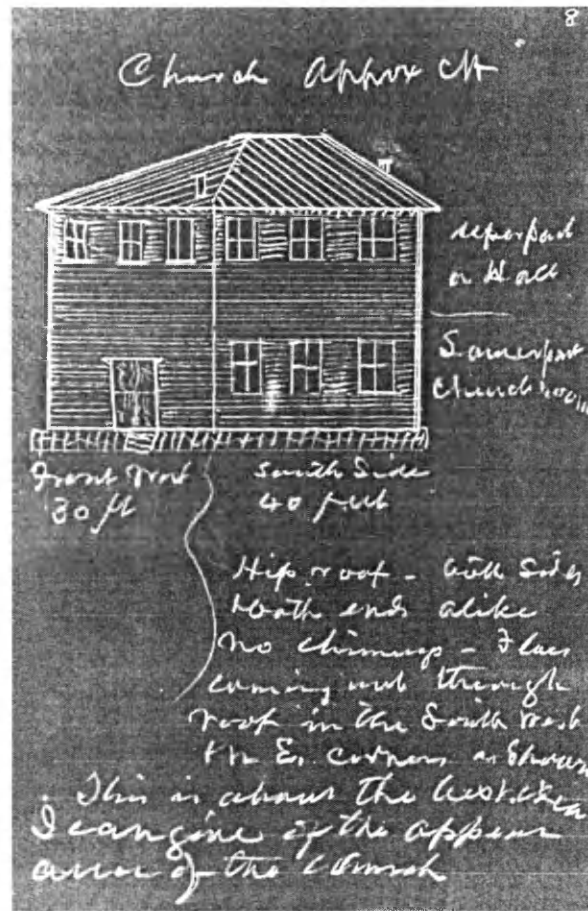 8
Church Approx
upper part
or Hall
Lower part
Church room
Front West
30 ft
South Side
40 feet
Hip roof - both Sides
& both ends alike
No chimneys - Flues
coming out through
roof in the South West
& N E. corners as Shown
This is about the best idea
I can give of the appear
ance of the Church